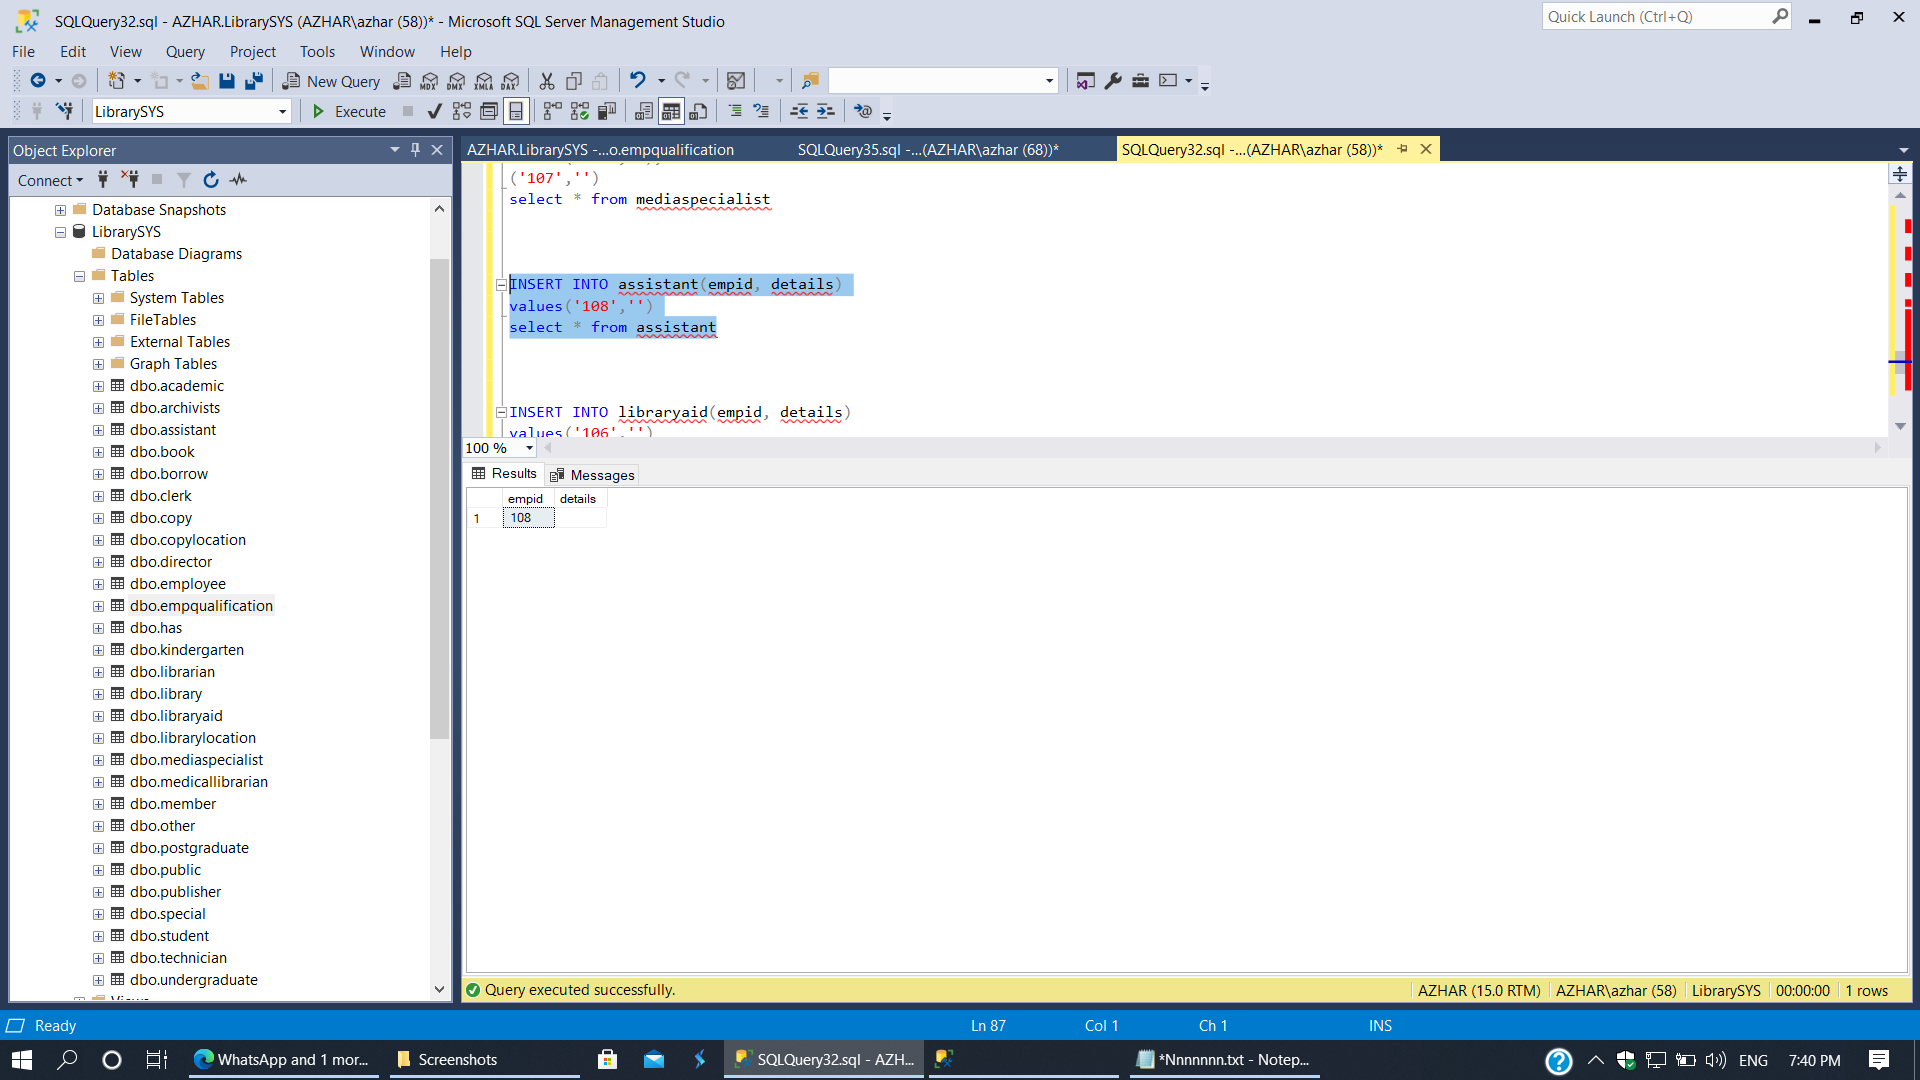 SQLQuery32.sql - AZHAR.LibrarySYS (AZHAR\azhar (58))* - Microsoft SQL Server Management Studio
Quick Launch (Ctrl+Q)
File Edit View Query Project Tools Window Help
New Query MDX DMX XMLA DAX
LibrarySYS Execute
Object Explorer
Connect
Database Snapshots
LibrarySYS
Database Diagrams
Tables
System Tables
FileTables
External Tables
Graph Tables
dbo.academic
dbo.archivists
dbo.assistant
dbo.book
dbo.borrow
dbo.clerk
dbo.copy
dbo.copylocation
dbo.director
dbo.employee
dbo.empqualification
dbo.has
dbo.kindergarten
dbo.librarian
dbo.library
dbo.libraryaid
dbo.librarylocation
dbo.mediaspecialist
dbo.medicallibrarian
dbo.member
dbo.other
dbo.postgraduate
dbo.public
dbo.publisher
dbo.special
dbo.student
dbo.technician
dbo.undergraduate
Views
AZHAR.LibrarySYS -...o.empqualification SQLQuery35.sql -...(AZHAR\azhar (68))* SQLQuery32.sql -...(AZHAR\azhar (58))*
('107','')
select * from mediaspecialist
INSERT INTO assistant(empid, details)
values('108','')
select * from assistant
INSERT INTO libraryaid(empid, details)
values('106','')
100 %
Results Messages
empid details
1 108
Query executed successfully. AZHAR (15.0 RTM) AZHAR\azhar (58) LibrarySYS 00:00:00 1 rows
Ready Ln 87 Col 1 Ch 1 INS
WhatsApp and 1 mor... Screenshots SQLQuery32.sql - AZH... *Nnnnnnn.txt - Notep... ENG 7:40 PM